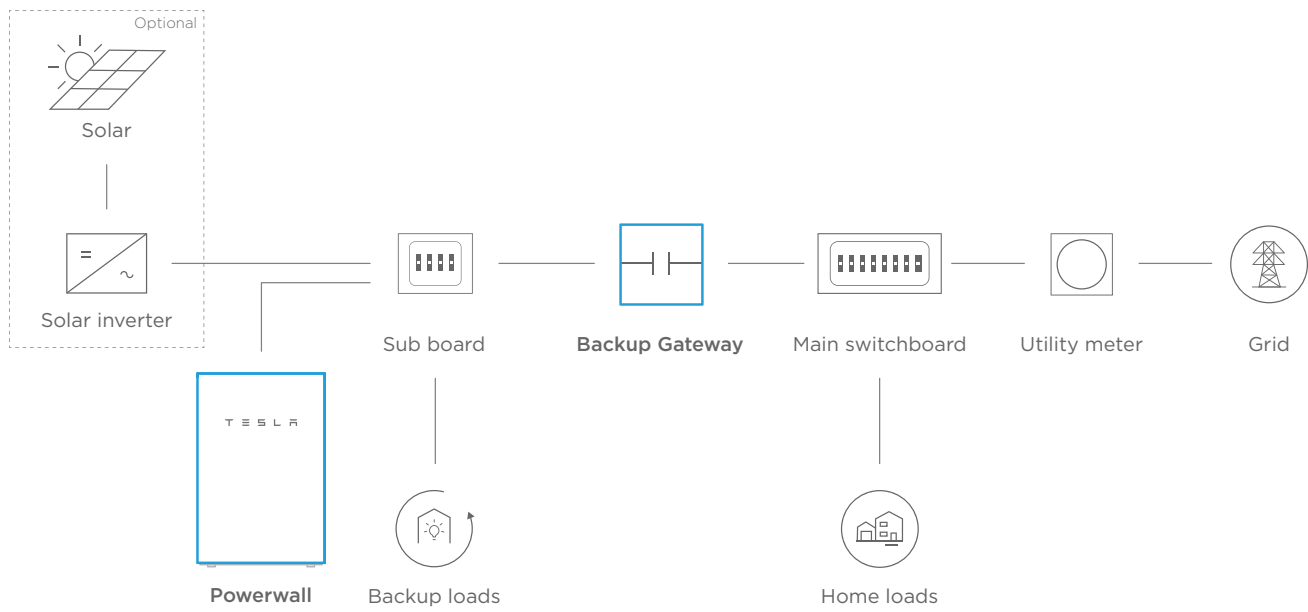 Optional
Solar
Solar inverter
Sub board
Backup Gateway
Main switchboard
Utility meter
Grid
TESLA
Powerwall
Backup loads
Home loads